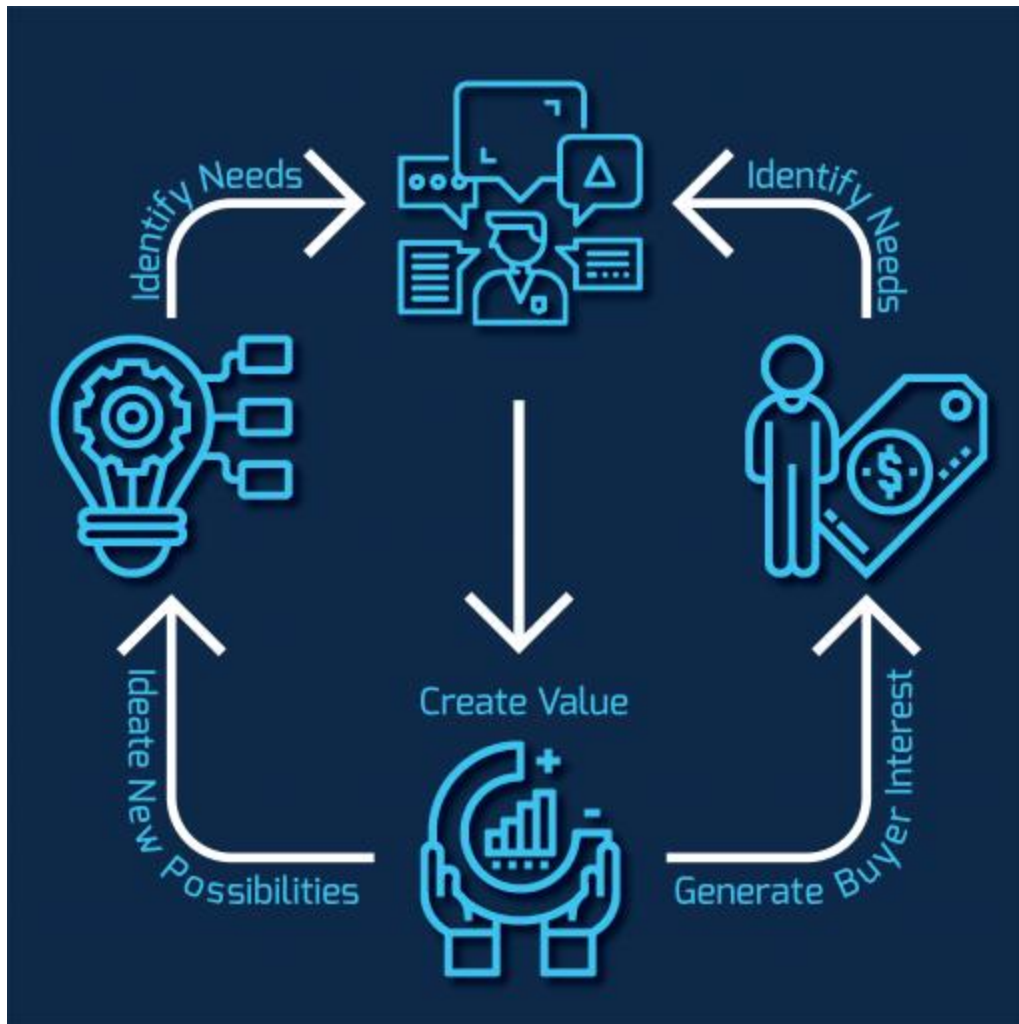 Identify Needs
Identify Needs
$
Create Value
Ideate New Possibilities
Generate Buyer Interest